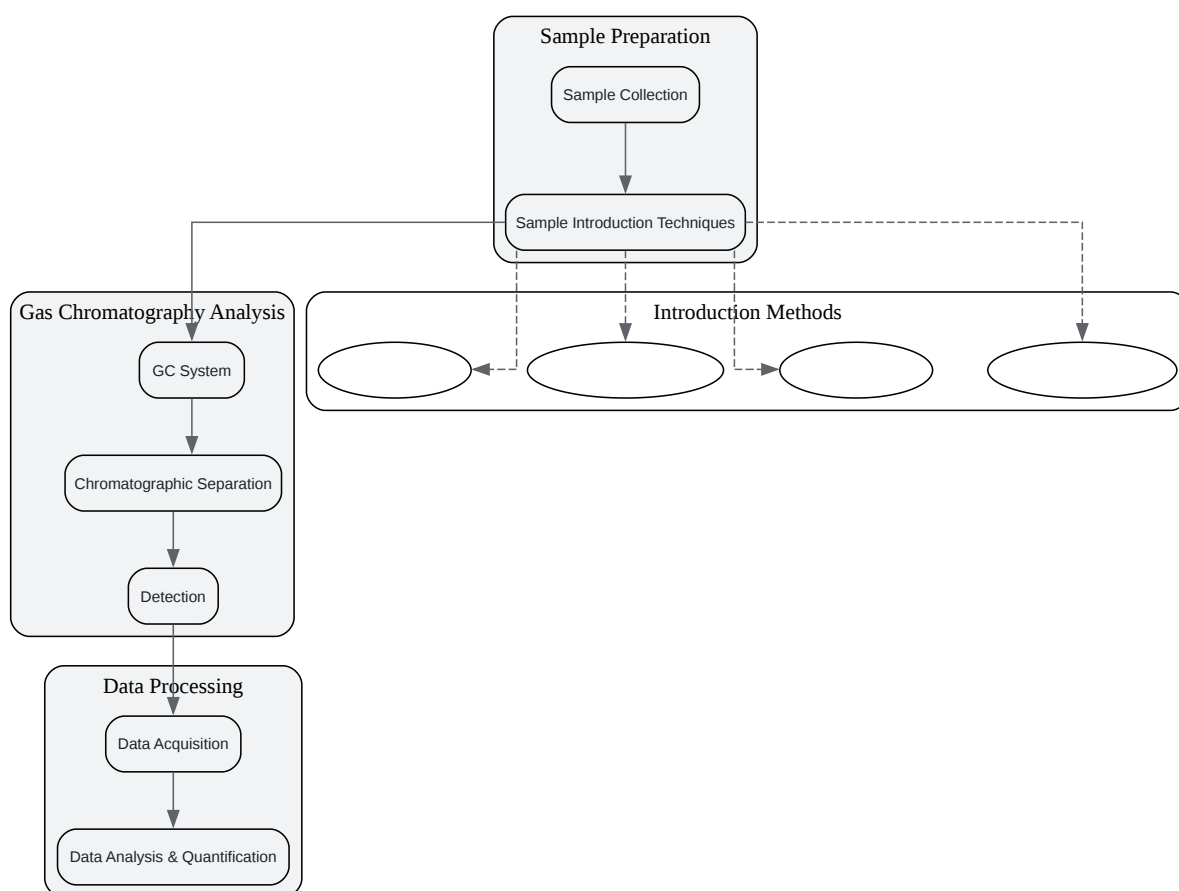 Sample Preparation
Sample Collection
Sample Introduction Techniques
Gas Chromatography Analysis
Introduction Methods
GC System
Chromatographic Separation
Detection
Data Processing
Data Acquisition
Data Analysis & Quantification